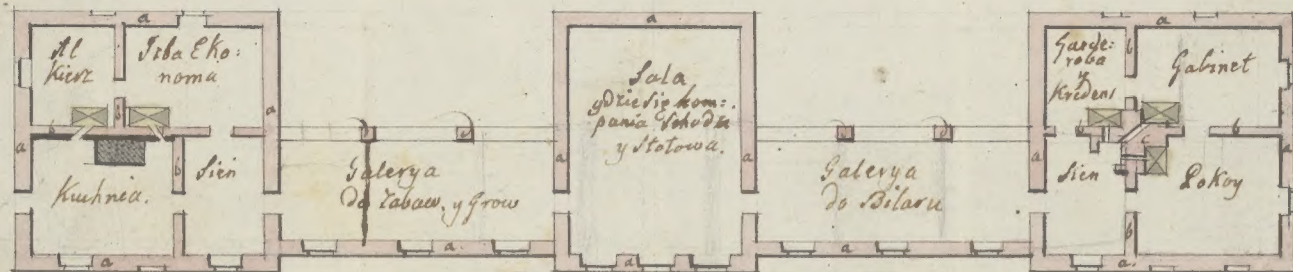 Al
kierz
Izba Eko:
noma
Kuchnia.
Sień
Galerya
do Zabaw. y Grow
Sala
gdzie się kom:
pania schodzi
y Stołowa.
Galerya
do Bilaru
Garde:
roba
y
Kredens
Gabinet
Sien
Pokoy
a
a
a
a
a
a
a
a
a
a
a
a
a
a.
a
a
a.
b
b
b
b
b
b
b
b
c